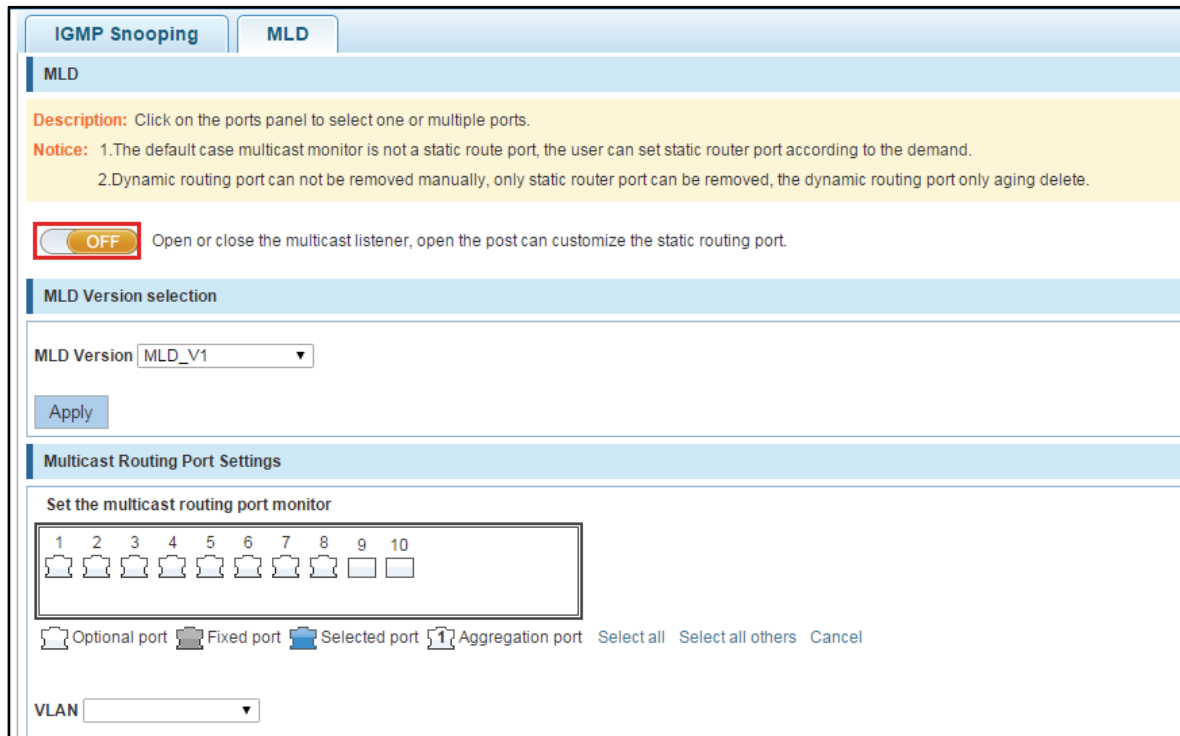 IGMP Snooping MLD
MLD
Description: Click on the ports panel to select one or multiple ports.
Notice: 1.The default case multicast monitor is not a static route port, the user can set static router port according to the demand.
2.Dynamic routing port can not be removed manually, only static router port can be removed, the dynamic routing port only aging delete.
OFF Open or close the multicast listener, open the post can customize the static routing port.
MLD Version selection
MLD Version MLD_V1
Apply
Multicast Routing Port Settings
Set the multicast routing port monitor
1 2 3 4 5 6 7 8 9 10
Optional port Fixed port Selected port 1 Aggregation port Select all Select all others Cancel
VLAN